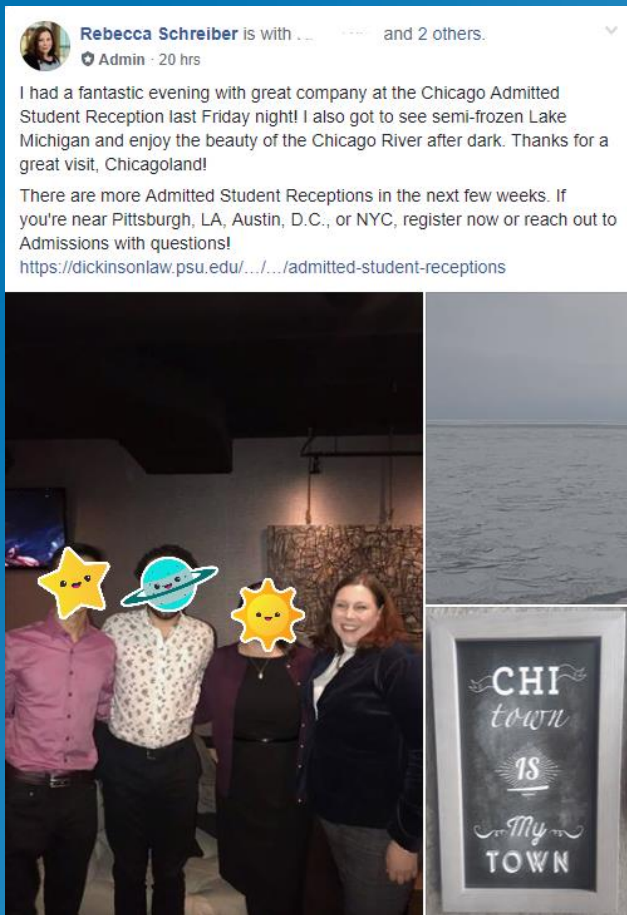 Rebecca Schreiber is with
and 2 others.
Admin · 20 hrs
I had a fantastic evening with great company at the Chicago Admitted
Student Reception last Friday night! I also got to see semi-frozen Lake
Michigan and enjoy the beauty of the Chicago River after dark. Thanks for a
great visit, Chicagoland!
There are more Admitted Student Receptions in the next few weeks. If
you're near Pittsburgh, LA, Austin, D.C., or NYC, register now or reach out to
Admissions with questions!
https://dickinsonlaw.psu.edu/.../.../admitted-student-receptions
CHI
town
IS
My
TOWN